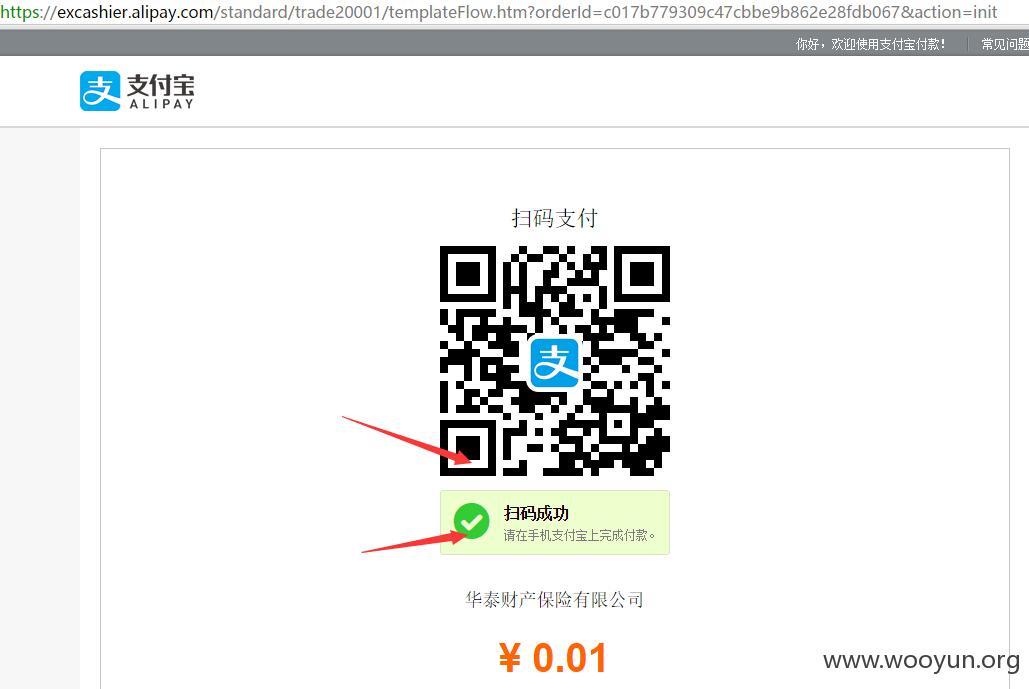 https://excashier.alipay.com/standard/trade20001/templateFlow.htm?orderId=c017b779309c47cbbe9b862e28fdb067&action=init
你好，欢迎使用支付宝付款！ 常见问题
支付宝
ALIPAY
扫码支付
支
扫码成功
请在手机支付宝上完成付款。
华泰财产保险有限公司
¥ 0.01
www.wooyun.org